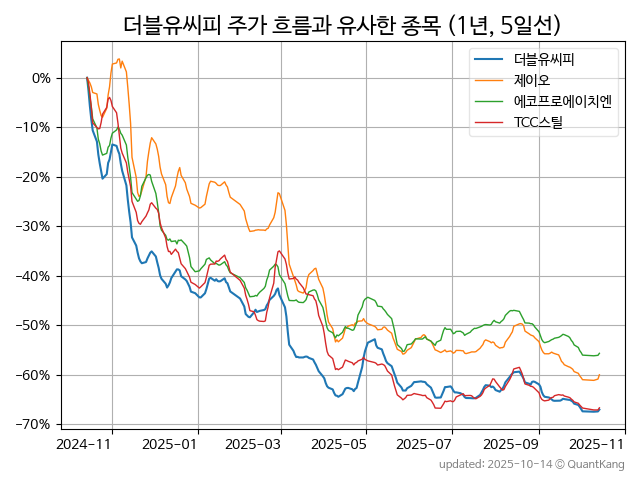 더블유씨피 주가 흐름과 유사한 종목 (1년, 5일선)
더블유씨피
제이오
에코프로에이치엔
TCC스틸
0%
−10%
−20%
−30%
−40%
−50%
−60%
−70%
2024-11
2025-01
2025-03
2025-05
2025-07
2025-09
2025-11
updated: 2025-10-14 © QuantKang